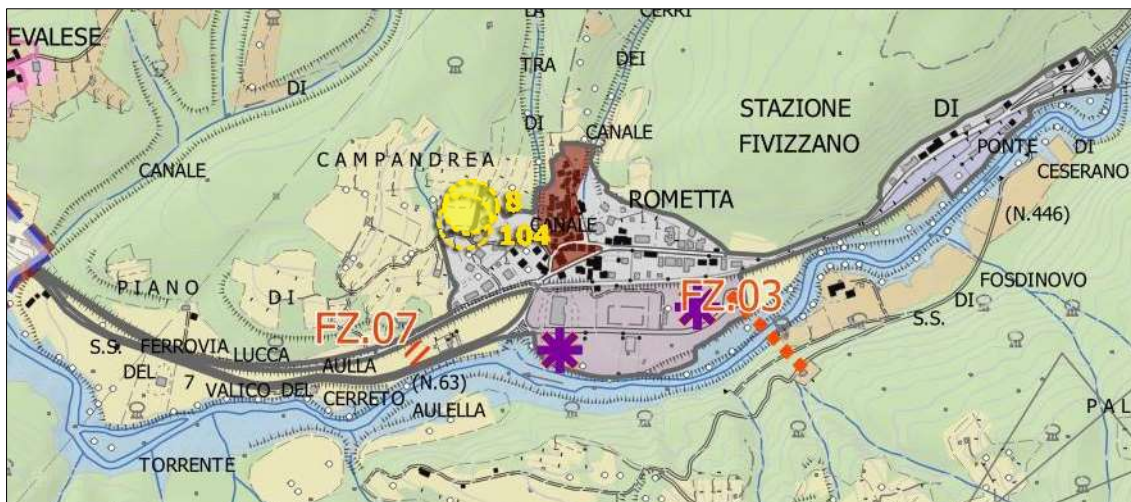 EVALESE
LA
CERRI
TRA
DEI
DI
DI
STAZIONE DI
FIVIZZANO
PONTE DI
CESERANO
CANALE
CAMPANDREA
CANALE
ROMETTA
8
CANALE
104
(N.446)
PIANO
DI
FZ.03
FOSDINOVO
DI
S.S.
FZ.07
S.S. FERROVIA LUCCA AULLA
DEL 7 VALICO DEL CERRETO (N.63)
AULELLA
PAL
TORRENTE